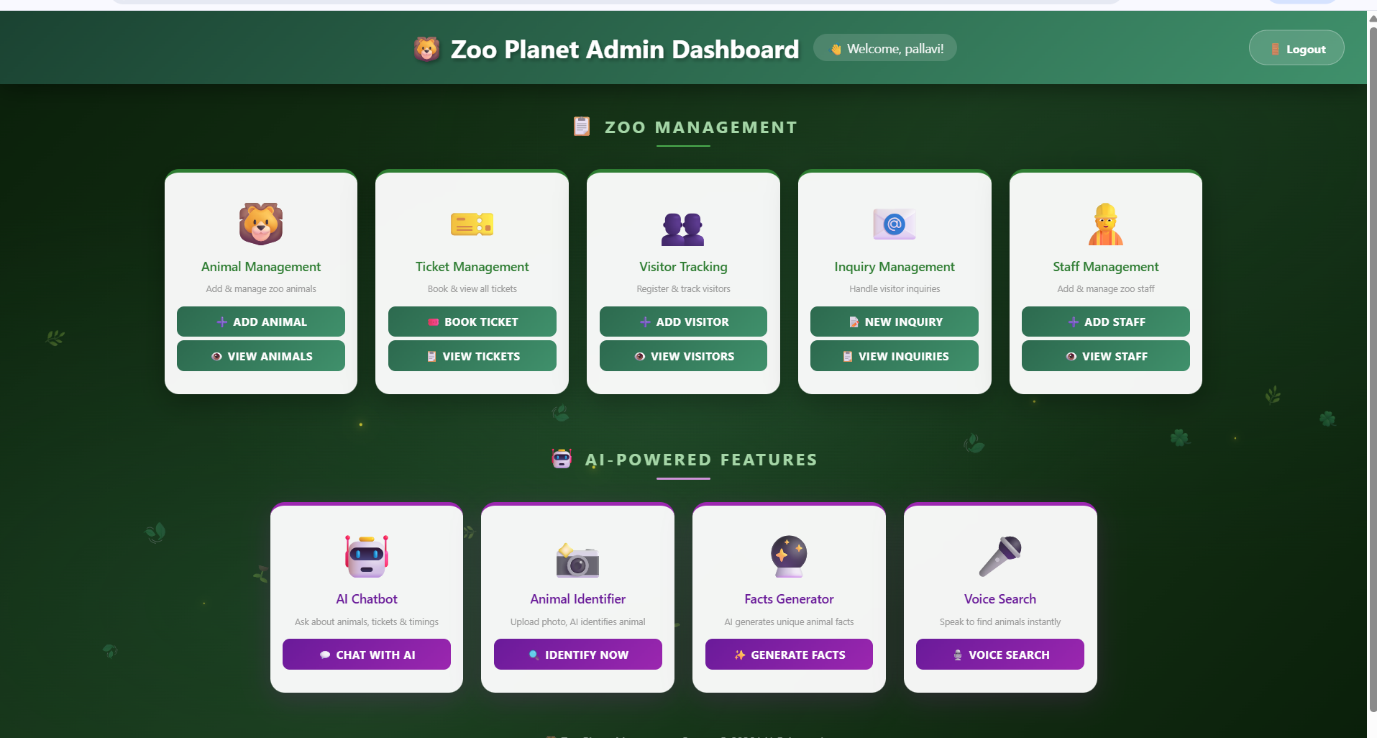 Zoo Planet Admin Dashboard
Welcome, pallavi!
Logout
ZOO MANAGEMENT
Animal Management
Add & manage zoo animals
ADD ANIMAL
VIEW ANIMALS
Ticket Management
Book & view all tickets
BOOK TICKET
VIEW TICKETS
Visitor Tracking
Register & track visitors
ADD VISITOR
VIEW VISITORS
Inquiry Management
Handle visitor inquiries
NEW INQUIRY
VIEW INQUIRIES
Staff Management
Add & manage zoo staff
ADD STAFF
VIEW STAFF
AI-POWERED FEATURES
AI Chatbot
Ask about animals, tickets & timings
CHAT WITH AI
Animal Identifier
Upload photo, AI identifies animal
IDENTIFY NOW
Facts Generator
AI generates unique animal facts
GENERATE FACTS
Voice Search
Speak to find animals instantly
VOICE SEARCH